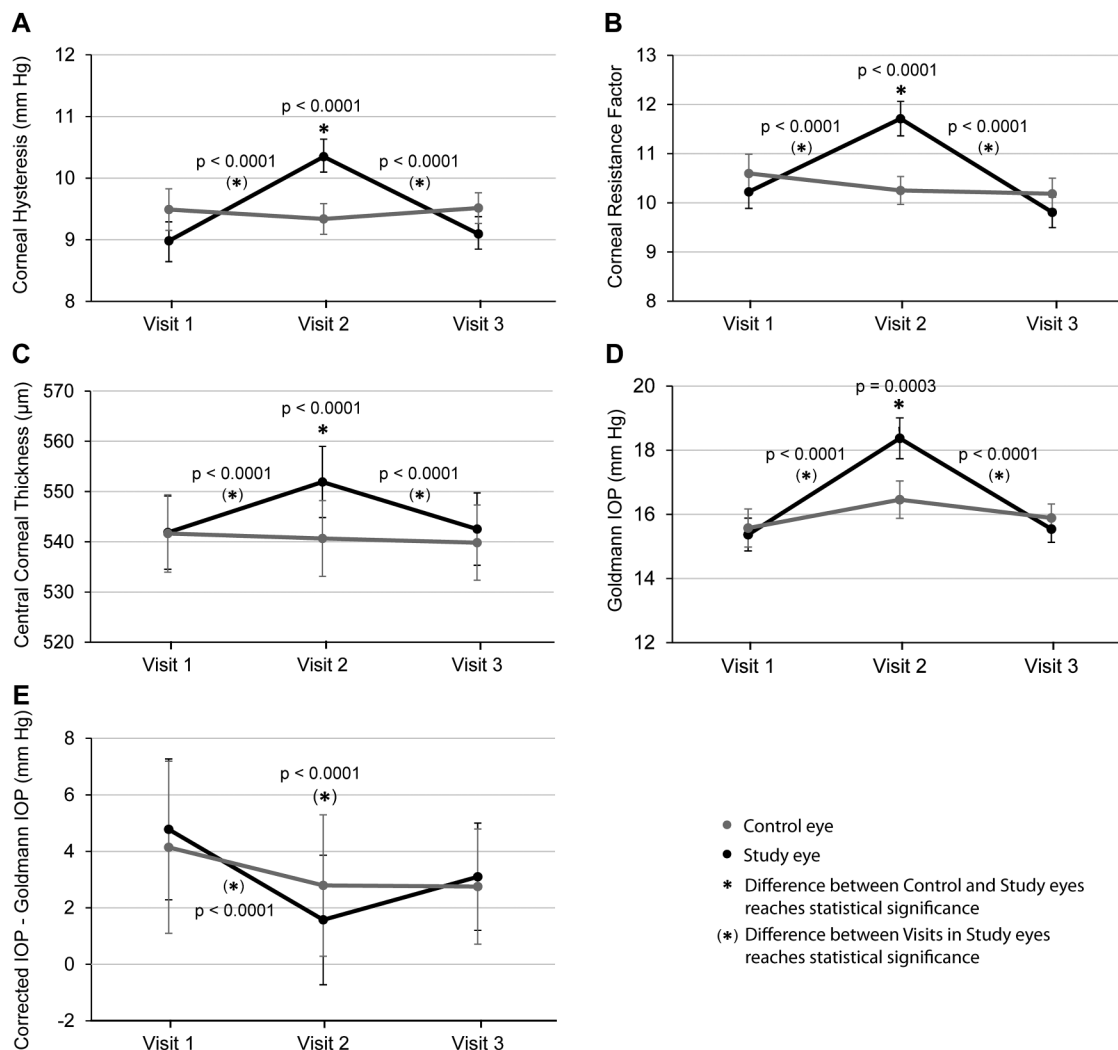 A
Corneal Hysteresis (mm Hg)
12
11
10
9
8
p < 0.0001
*
p < 0.0001
(*)
p < 0.0001
(*)
Visit 1
Visit 2
Visit 3
B
Corneal Resistance Factor
13
12
11
10
9
8
p < 0.0001
*
p < 0.0001
(*)
p < 0.0001
(*)
Visit 1
Visit 2
Visit 3
C
Central Corneal Thickness (µm)
570
560
550
540
530
520
p < 0.0001
*
p < 0.0001
(*)
p < 0.0001
(*)
Visit 1
Visit 2
Visit 3
D
Goldmann IOP (mm Hg)
20
18
16
14
12
p = 0.0003
*
p < 0.0001
(*)
p < 0.0001
(*)
Visit 1
Visit 2
Visit 3
E
Corrected IOP - Goldmann IOP (mm Hg)
8
6
4
2
0
-2
p < 0.0001
(*)
(*)
p < 0.0001
Visit 1
Visit 2
Visit 3
Control eye
Study eye
* Difference between Control and Study eyes
reaches statistical significance
(*) Difference between Visits in Study eyes
reaches statistical significance